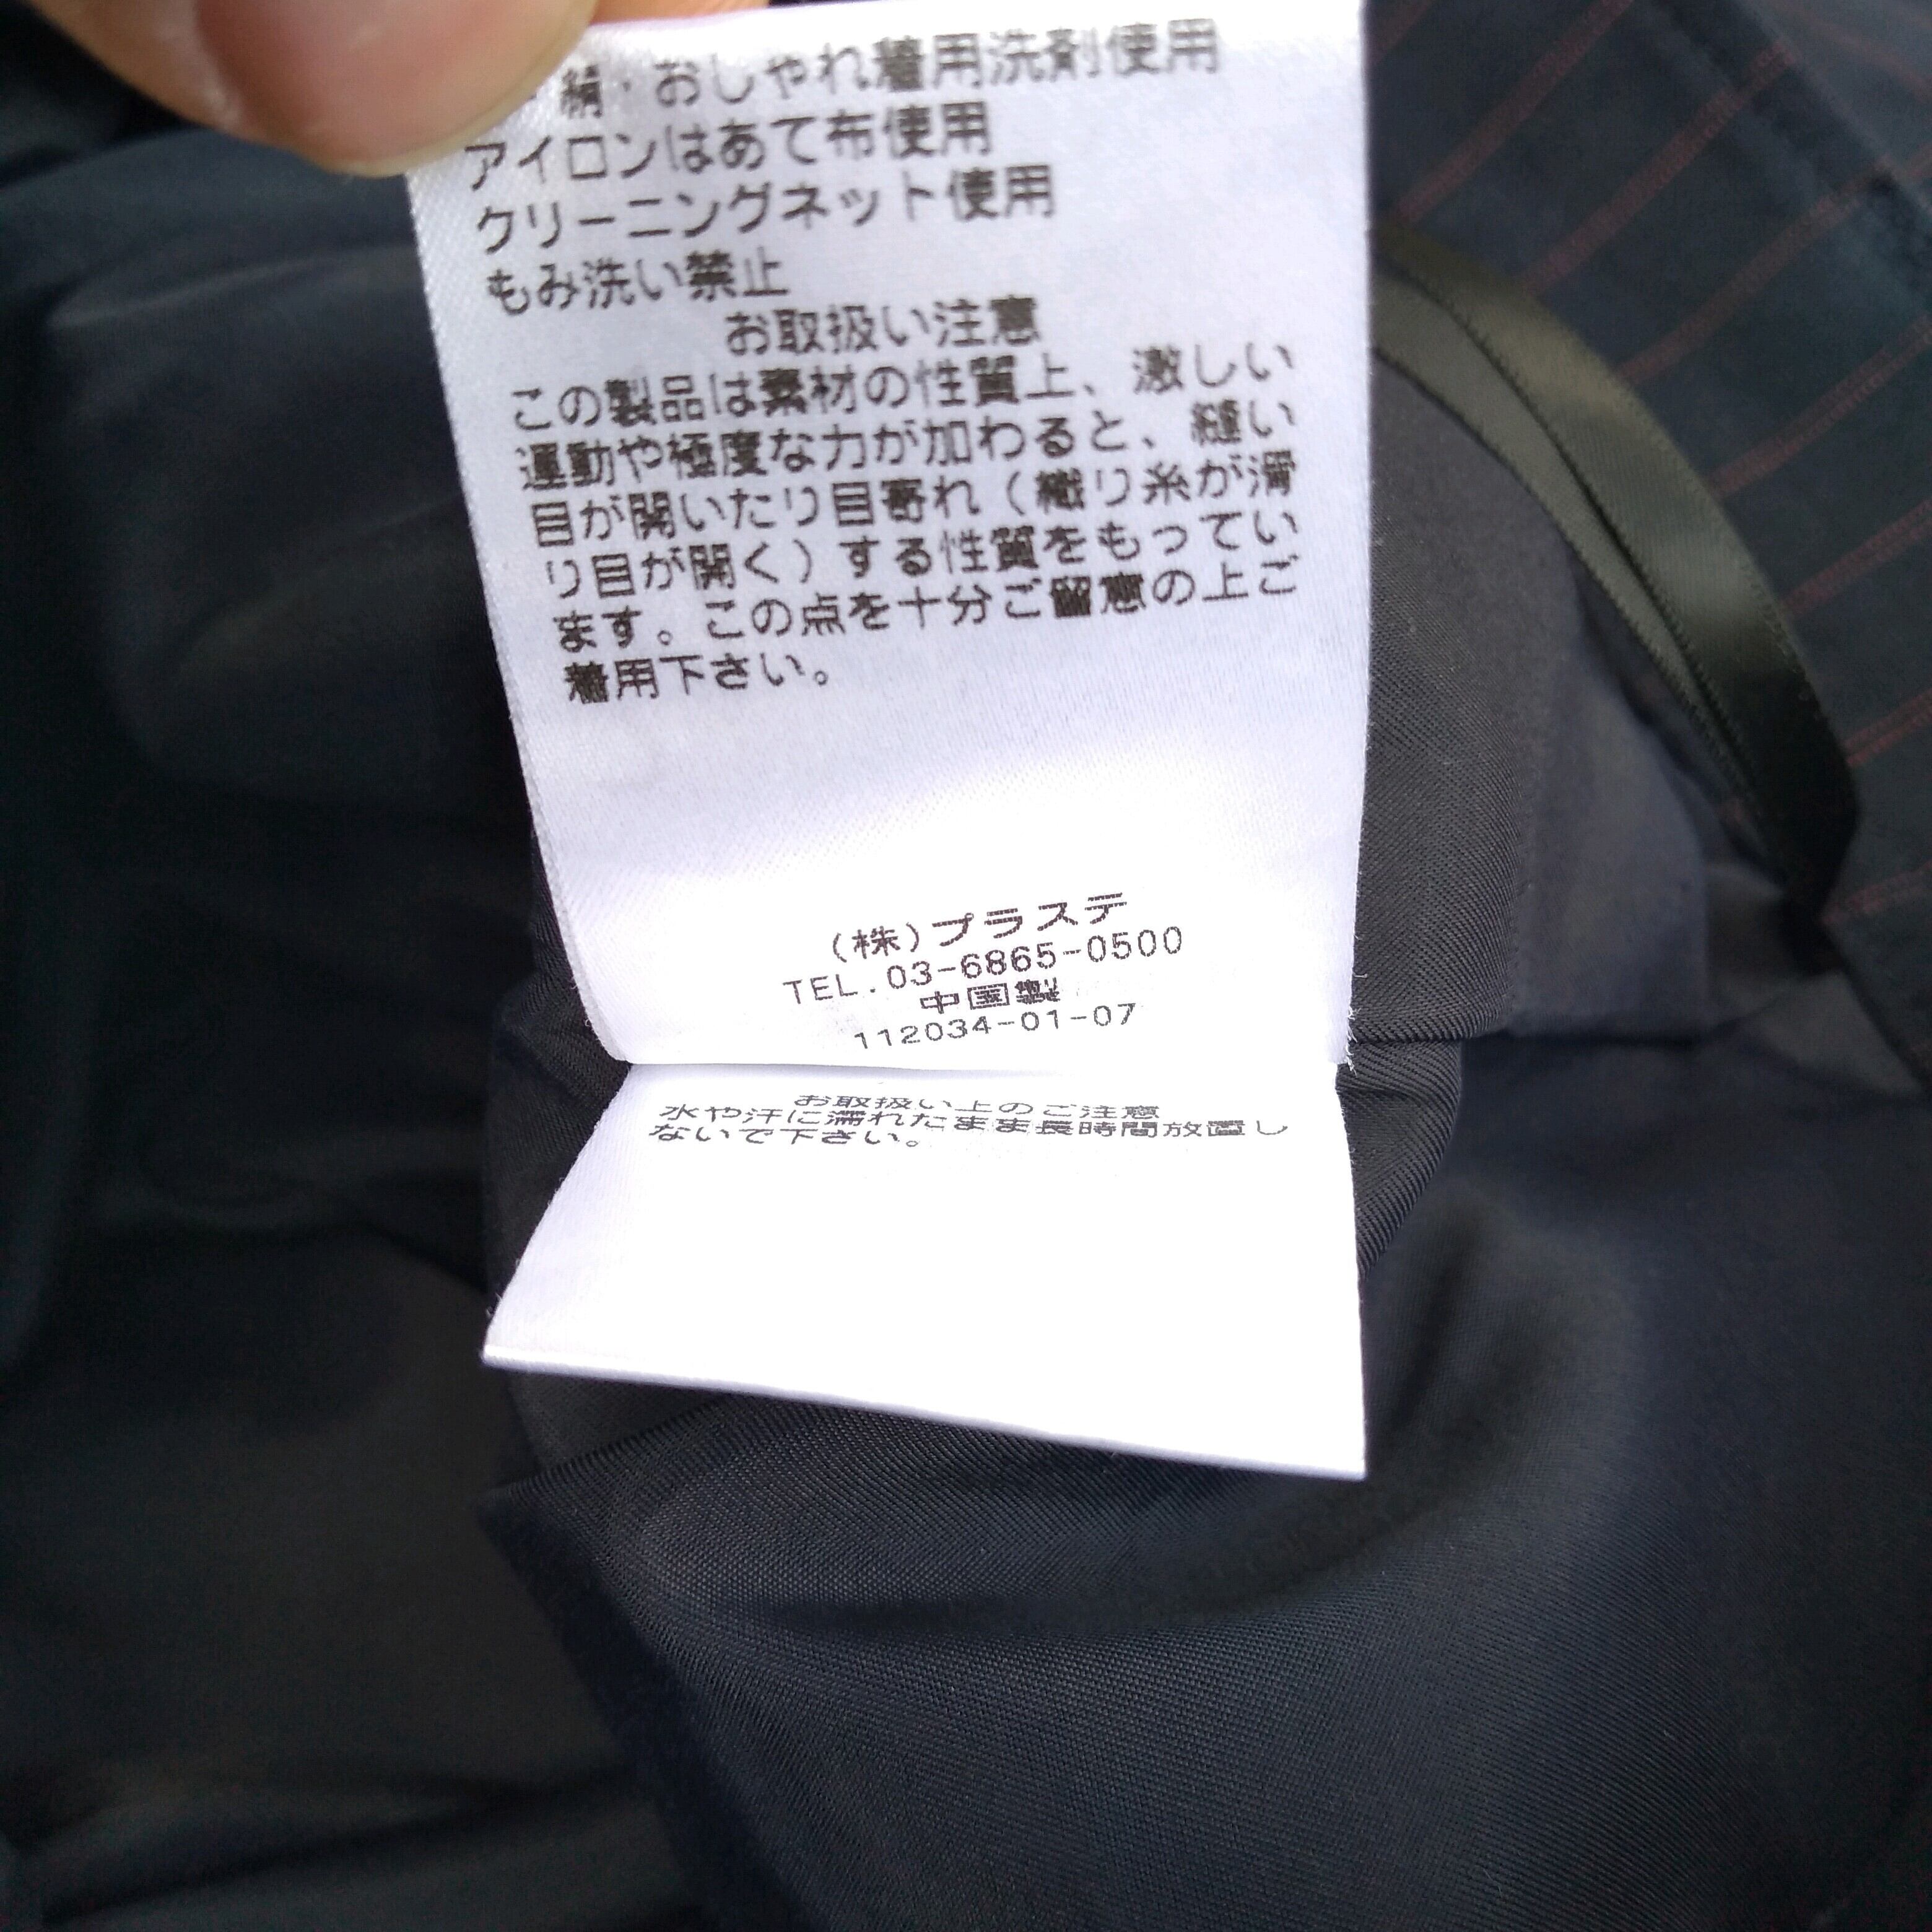 絹・おしゃれ着用洗剤使用
アイロンはあて布使用
クリーニングネット使用
もみ洗い禁止
お取扱い注意
この製品は素材の性質上、激しい
運動や極度な力が加わると、縫い
目が開いたり目寄れ（織り糸が滑
り目が開く）する性質をもってい
ます。この点を十分ご留意の上ご
着用下さい。
(株)プラステ
TEL.03-6865-0500
中国製
112034-01-07
お取扱い上のご注意
水や汗に濡れたまま長時間放置し
ないで下さい。